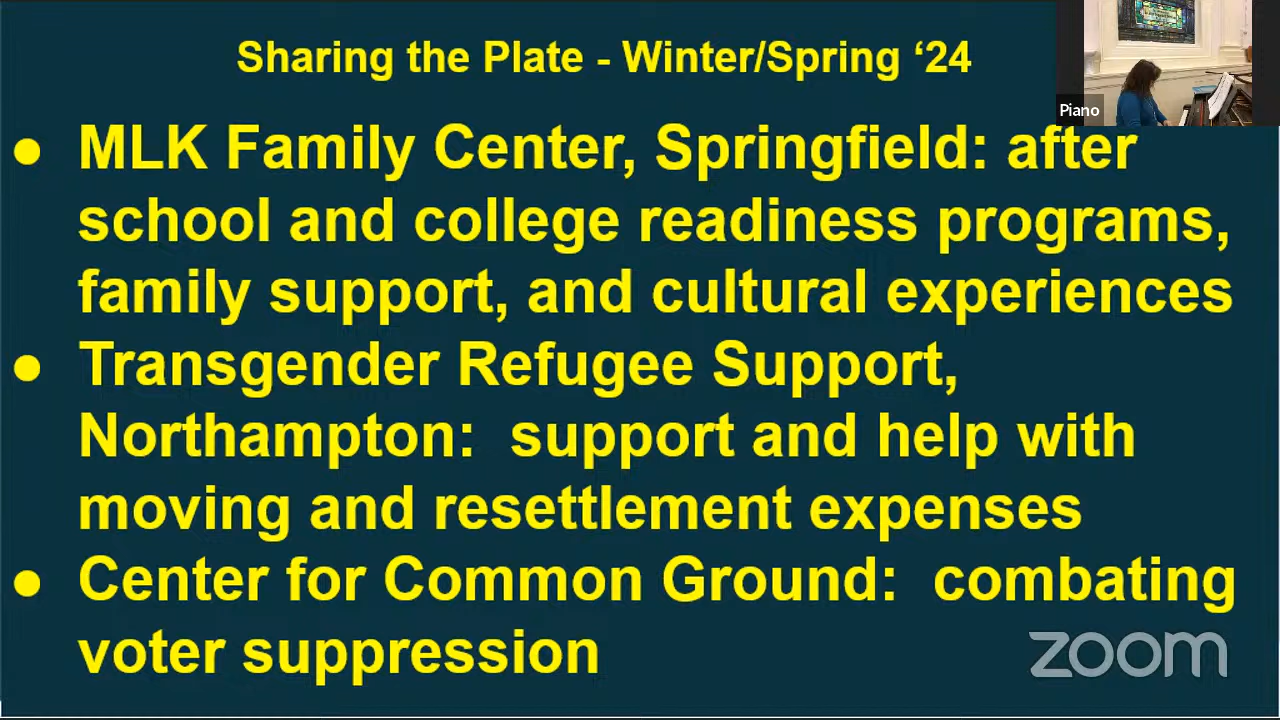 Sharing the Plate - Winter/Spring ‘24
Piano
● MLK Family Center, Springfield: after
school and college readiness programs,
family support, and cultural experiences
● Transgender Refugee Support,
Northampton:  support and help with
moving and resettlement expenses
● Center for Common Ground:  combating
voter suppression
zoom